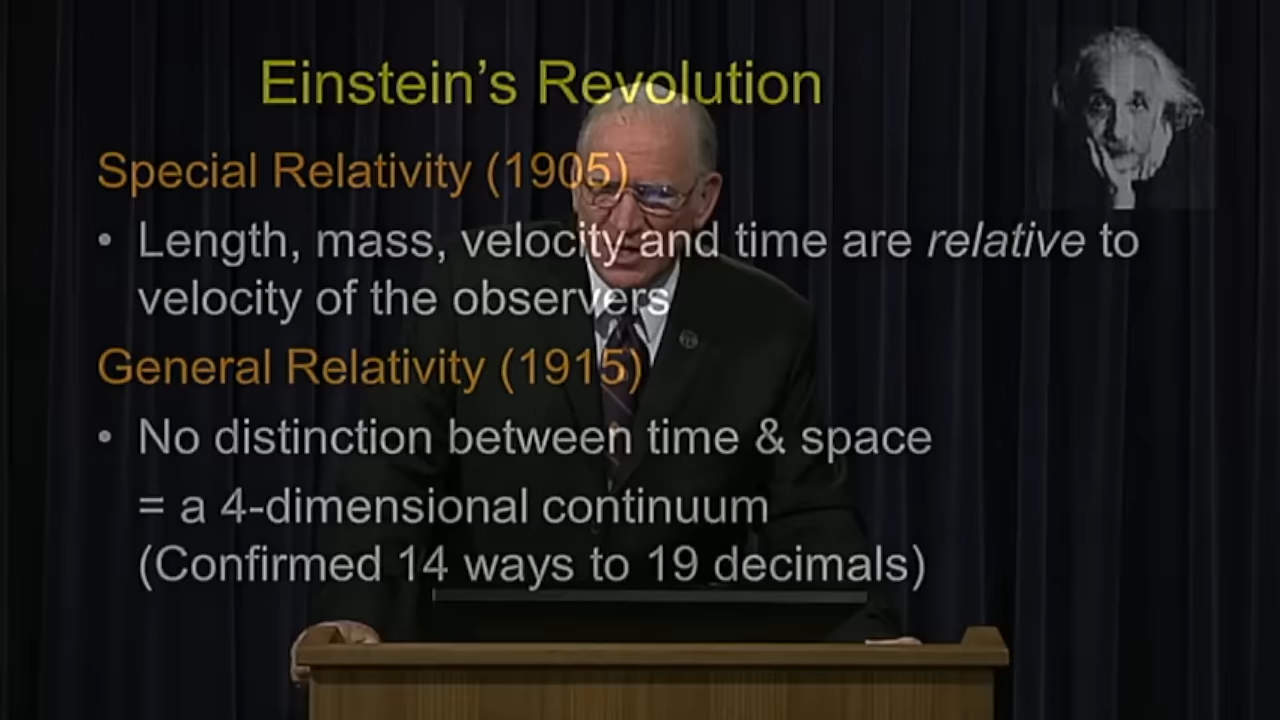 Einstein's Revolution
Special Relativity (1905)
• Length, mass, velocity and time are relative to
velocity of the observers
General Relativity (1915)
• No distinction between time & space
= a 4-dimensional continuum
(Confirmed 14 ways to 19 decimals)